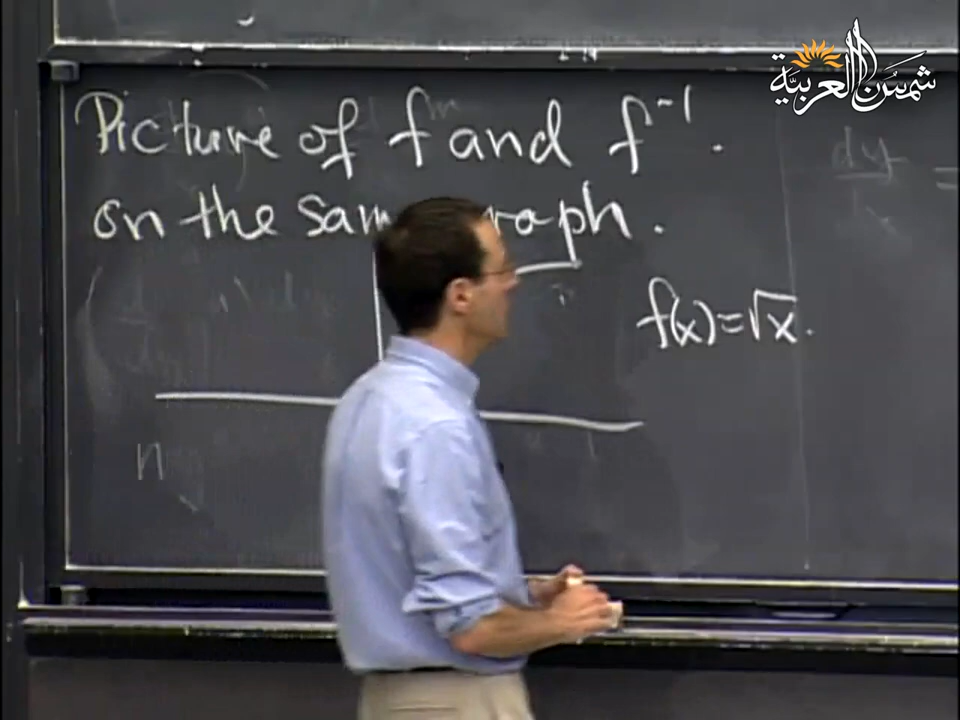 شمس العربية
Picture of f and f⁻¹.
on the sam raph.
f(x)=√x.
n